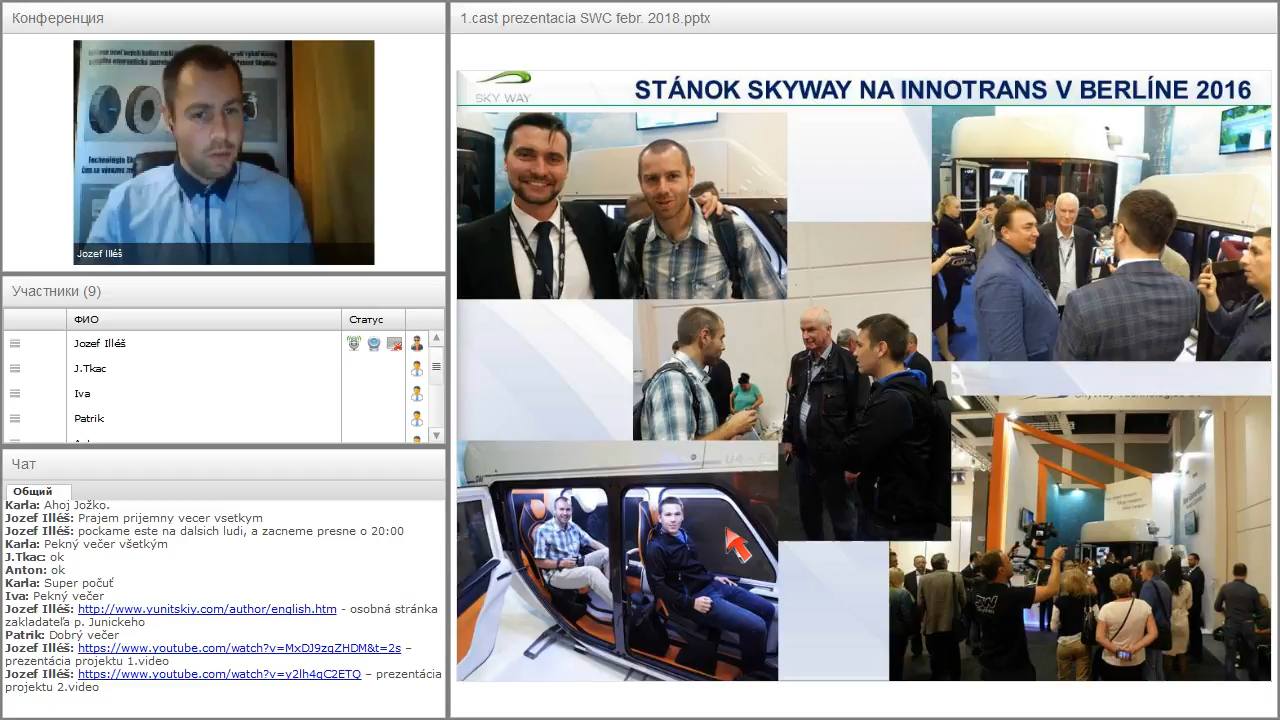 Конференция
Jozef Illéš
Участники (9)
ФИО
Статус
Jozef Illéš
J.Tkac
Iva
Patrik
Чат
Общий
Karla: Ahoj Jožko.
Jozef Illéš: Prajem prijemny vecer vsetkym
Jozef Illéš: pockame este na dalsich ludi, a zacneme presne o 20:00
Karla: Pekný večer všetkým
J.Tkac: ok
Anton: ok
Karla: Super počuť
Iva: Pekný večer
Jozef Illéš: http://www.yunitskiy.com/author/english.htm - osobná stránka
zakladateľa p. Junickeho
Patrik: Dobrý večer
Jozef Illéš: https://www.youtube.com/watch?v=MxDJ9zqZHDM&t=2s –
prezentácia projektu 1.video
Jozef Illéš: https://www.youtube.com/watch?v=y2lh4qC2ETQ – prezentácia
projektu 2.video
1.cast prezentacia SWC febr. 2018.pptx
SKY WAY
STÁNOK SKYWAY NA INNOTRANS V BERLÍNE 2016